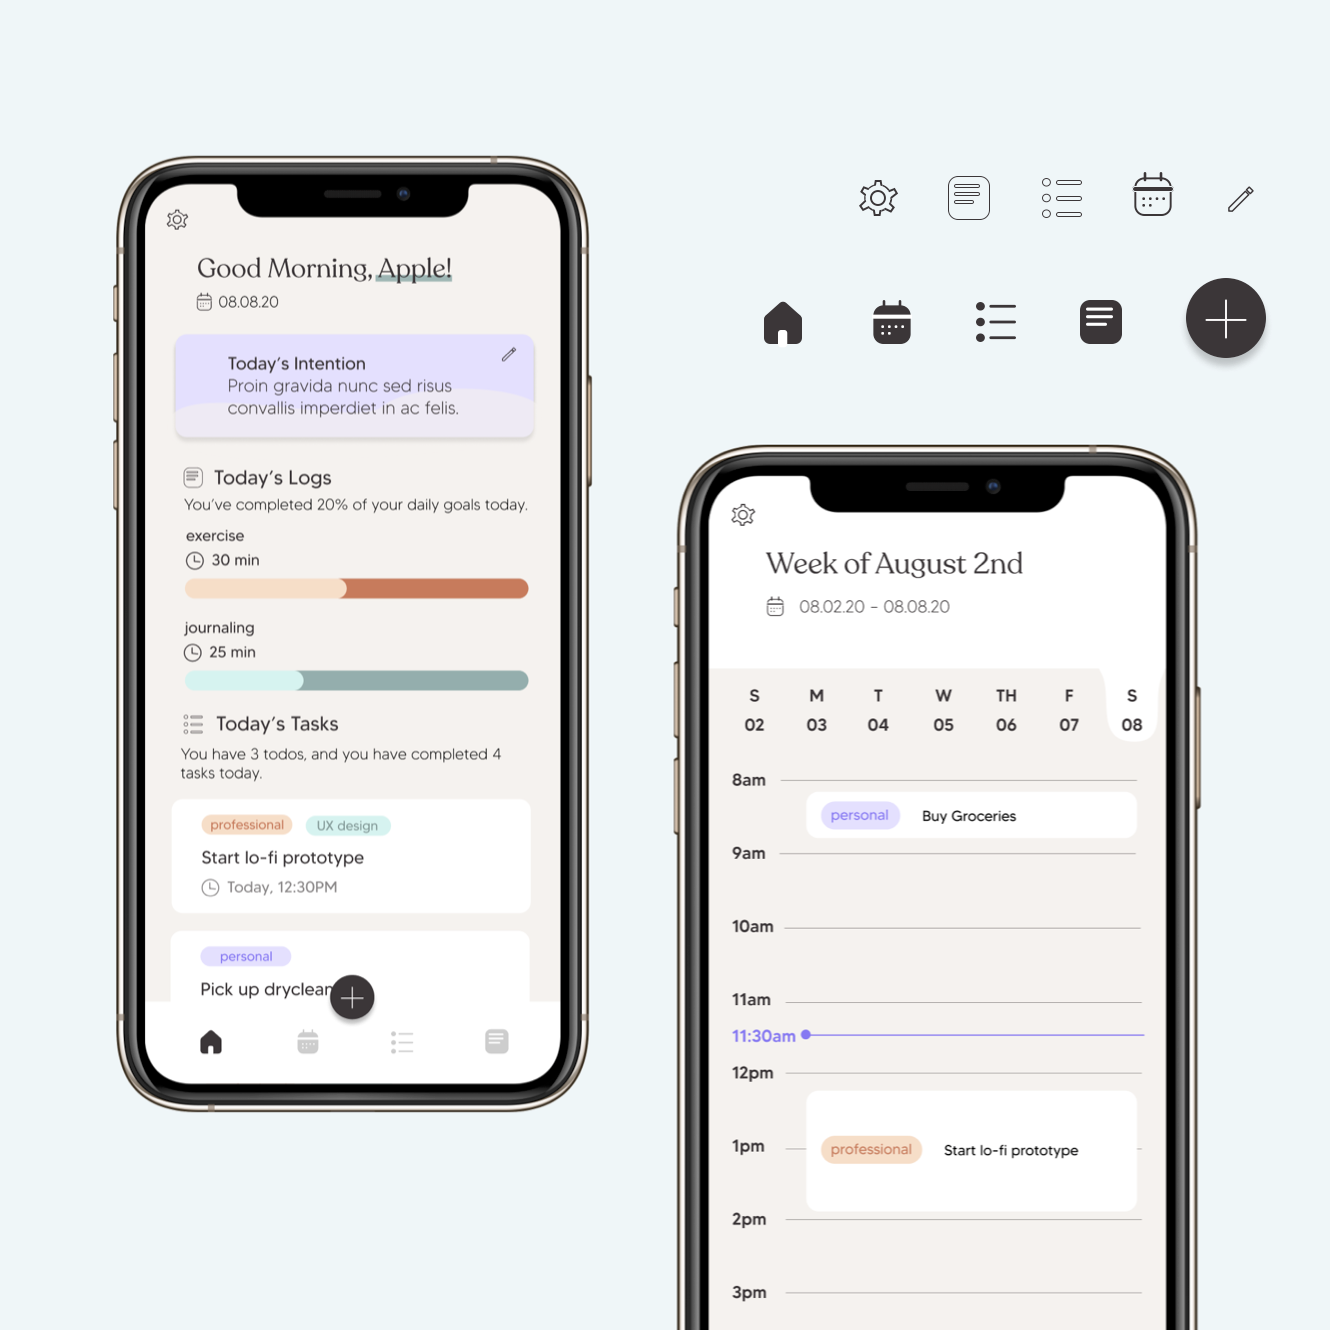 Good Morning, Apple!
08.08.20
Today's Intention
Proin gravida nunc sed risus
convallis imperdiet in ac felis.
Today's Logs
You've completed 20% of your daily goals today.
exercise
30 min
journaling
25 min
Today's Tasks
You have 3 todos, and you have completed 4
tasks today.
professional UX design
Start lo-fi prototype
Today, 12:30PM
personal
Pick up dryclean
Week of August 2nd
08.02.20 - 08.08.20
S M T W TH F S
02 03 04 05 06 07 08
8am
personal Buy Groceries
9am
10am
11am
11:30am
12pm
1pm professional Start lo-fi prototype
2pm
3pm